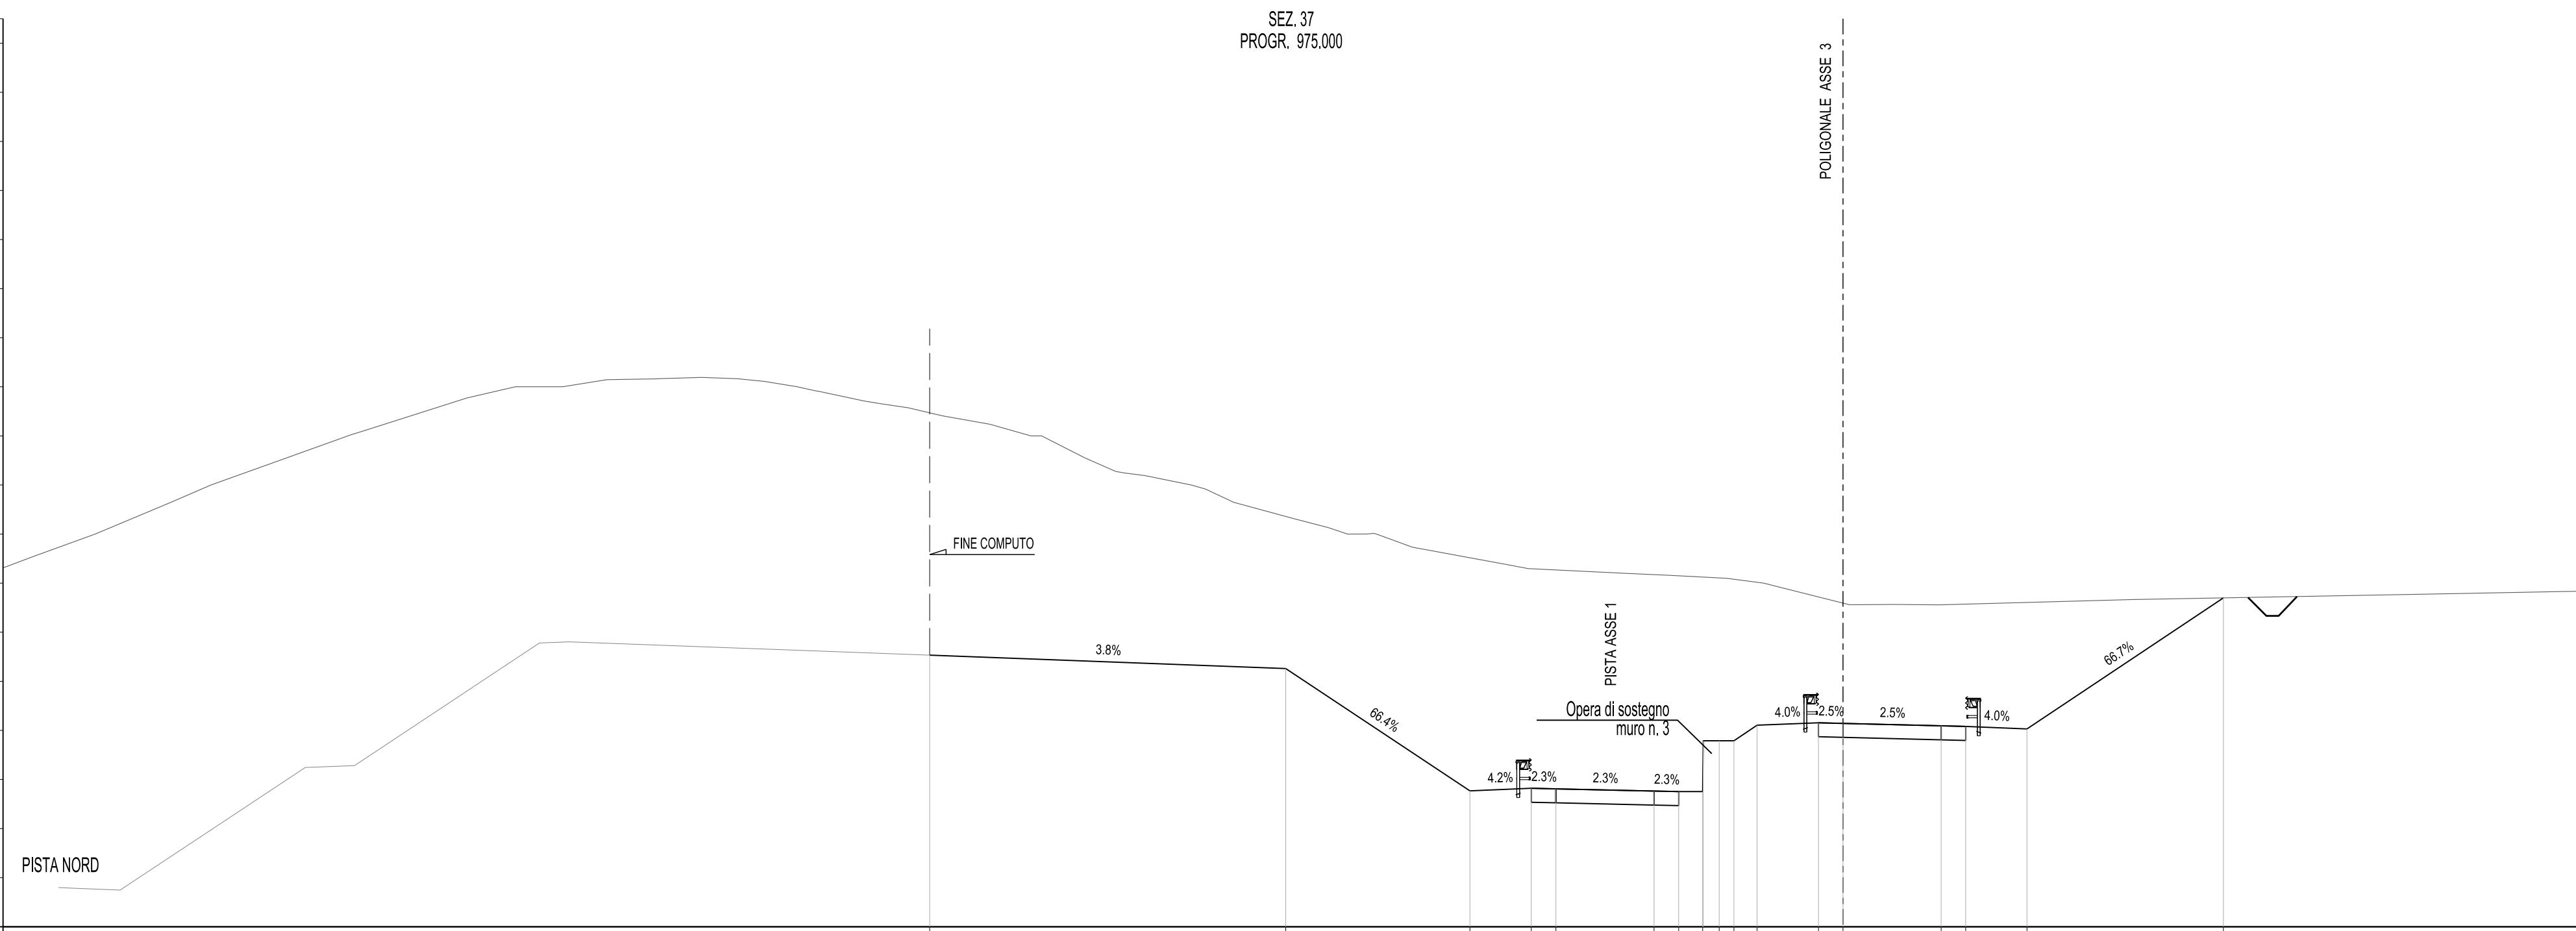 SEZ. 37
PROGR. 975.000
POLIGONALE ASSE 3
FINE COMPUTO
3.8%
66.4%
PISTA ASSE 1
Opera di sostegno
muro n. 3
4.2%
2.3%
2.3%
2.3%
4.0%
2.5%
2.5%
4.0%
66.7%
PISTA NORD